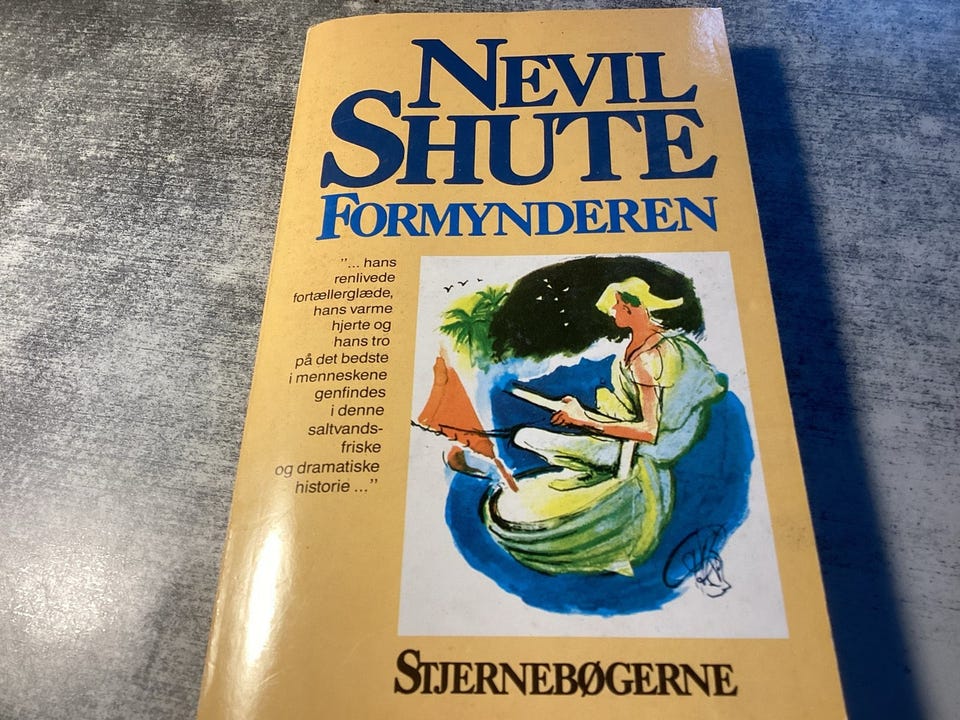 NEVIL
SHUTE
FORMYNDEREN
"... hans
renlivede
fortællerglæde,
hans varme
hjerte og
hans tro
på det bedste
i menneskene
genfindes
i denne
saltvands-
friske
og dramatiske
historie ..."
STJERNEBØGERNE